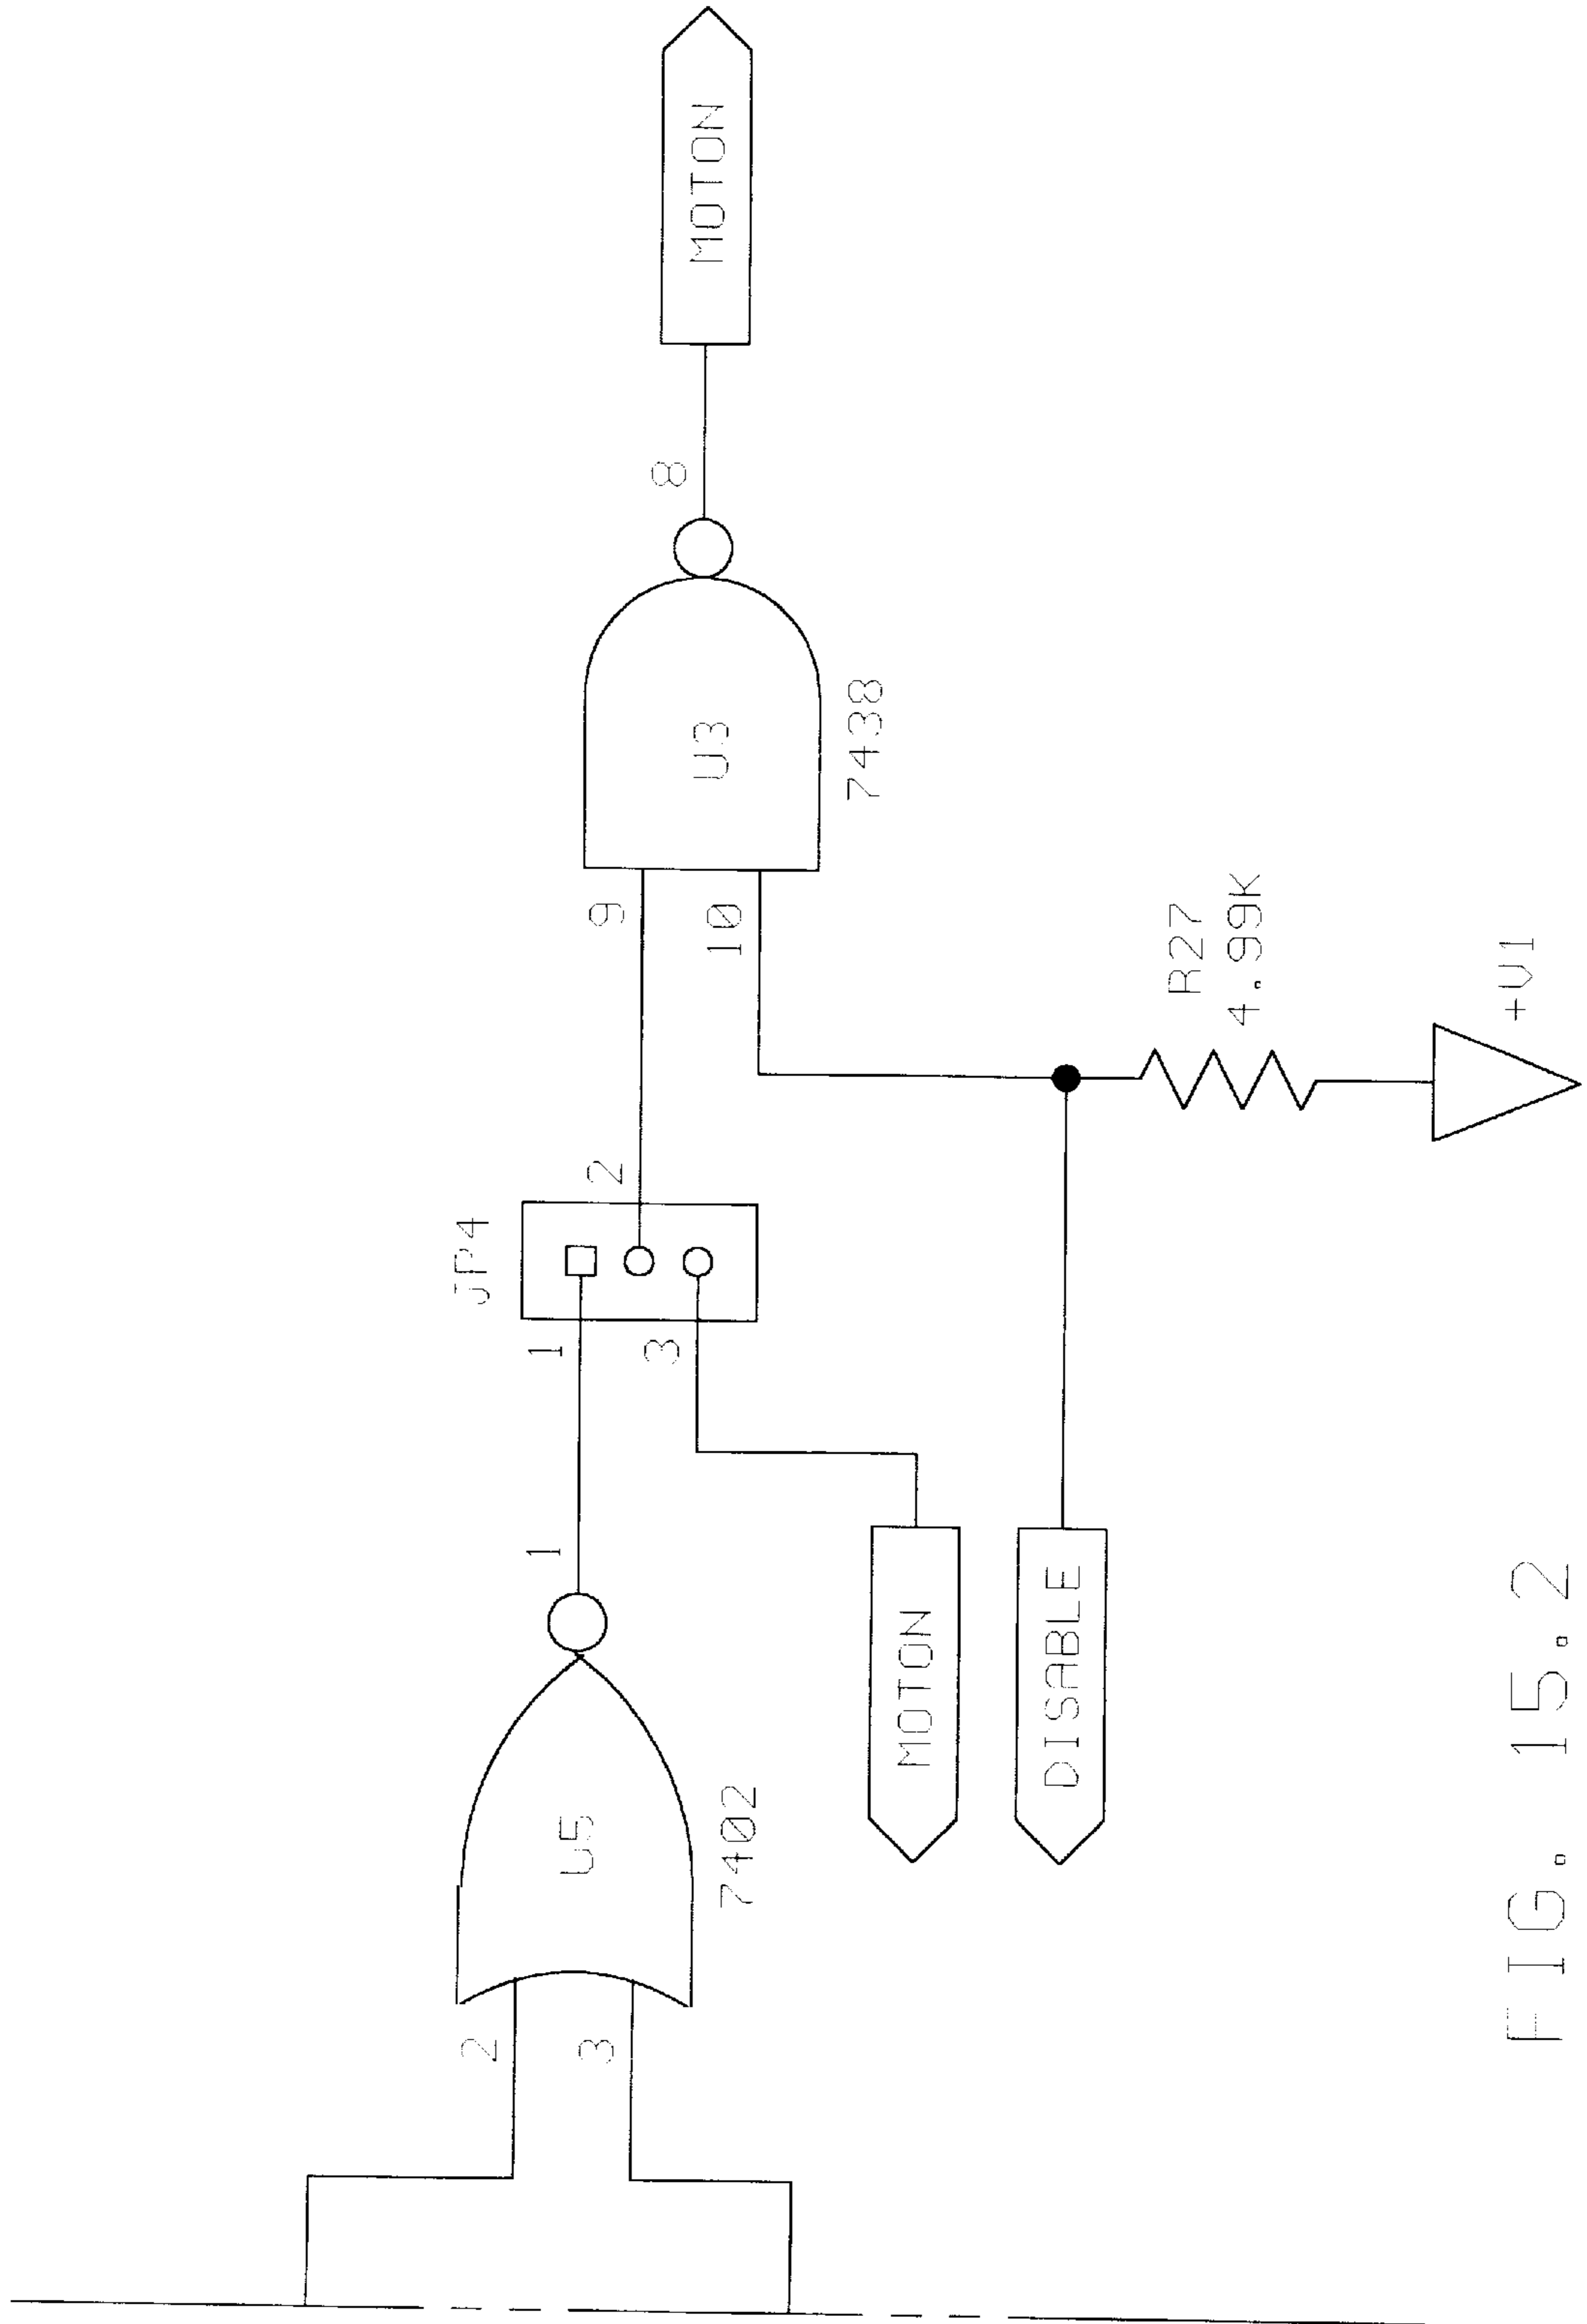 2
3
U5
7402
1
JP4
1
2
3
MOTON
DISABLE
9
10
U3
7438
8
MOTON
R27
4.99K
+V1
FIG. 15.2